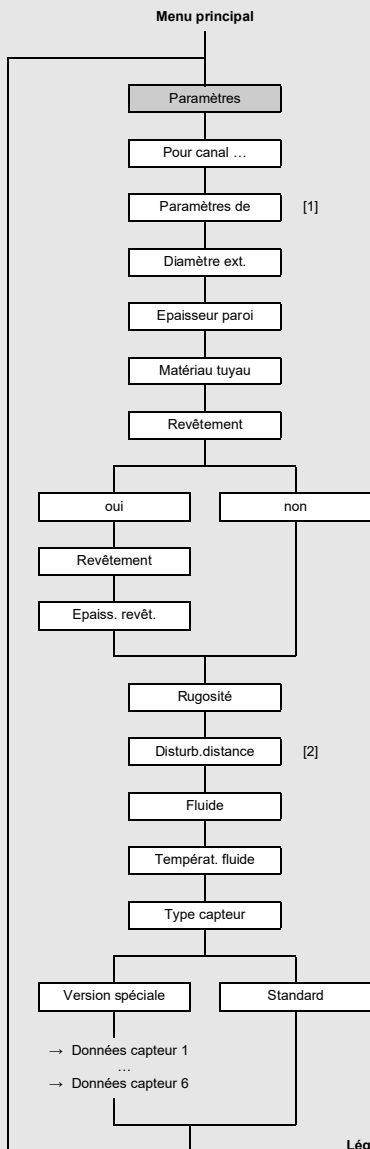 Menu principal
Paramètres
Pour canal …
Paramètres de [1]
Diamètre ext.
Epaisseur paroi
Matériau tuyau
Revêtement
oui non
Revêtement
Epaiss. revêt.
Rugosité
Disturb.distance [2]
Fluide
Températ. fluide
Type capteur
Version spéciale Standard
→ Données capteur 1
…
→ Données capteur 6
Lég